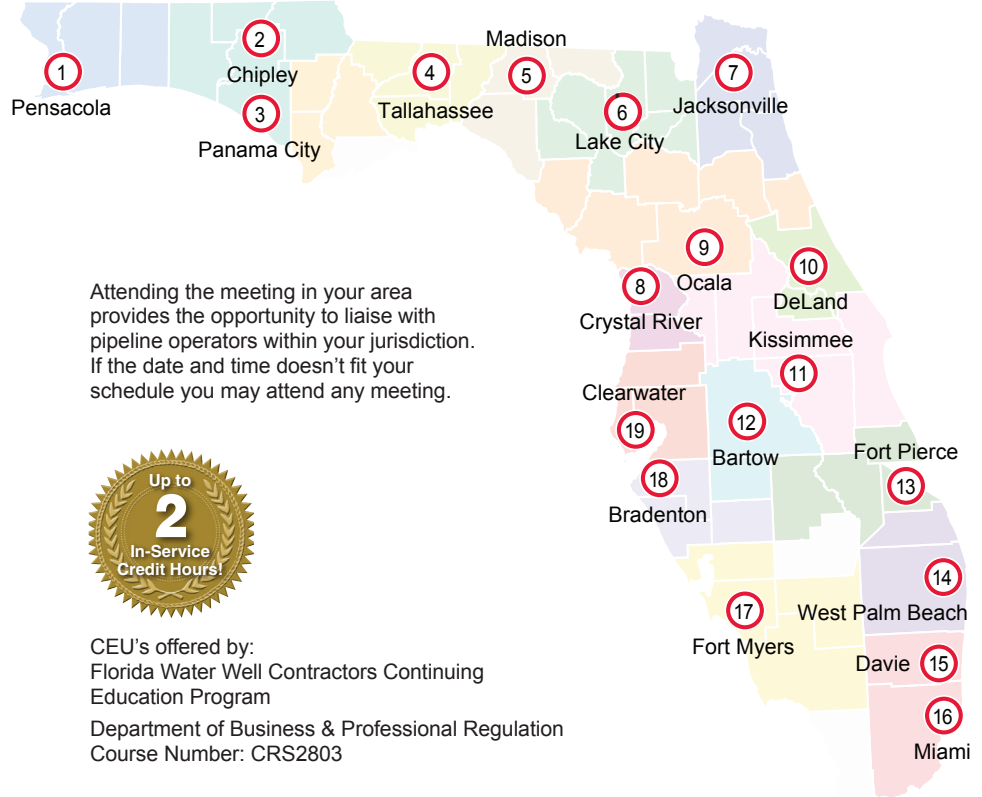 1
Pensacola
2
Chipley
3
Panama City
4
Tallahassee
Madison
5
6
Lake City
7
Jacksonville
8
Crystal River
9
Ocala
10
DeLand
Kissimmee
11
Clearwater
19
12
Bartow
Fort Pierce
13
18
Bradenton
14
West Palm Beach
17
Fort Myers
Davie 15
16
Miami
Attending the meeting in your area
provides the opportunity to liaise with
pipeline operators within your jurisdiction.
If the date and time doesn’t fit your
schedule you may attend any meeting.
Up to
2
In-Service
Credit Hours!
CEU’s offered by:
Florida Water Well Contractors Continuing
Education Program
Department of Business & Professional Regulation
Course Number: CRS2803